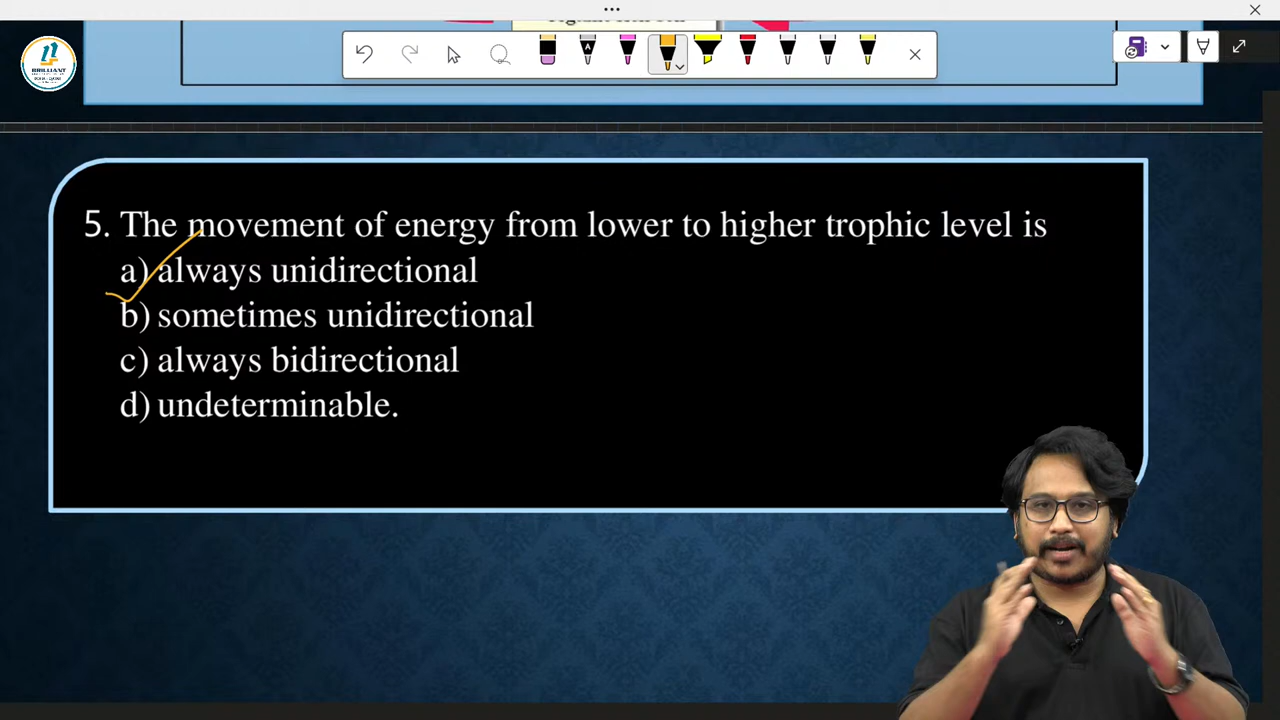 BRILLIANT
5. The movement of energy from lower to higher trophic level is
a) always unidirectional
b) sometimes unidirectional
c) always bidirectional
d) undeterminable.